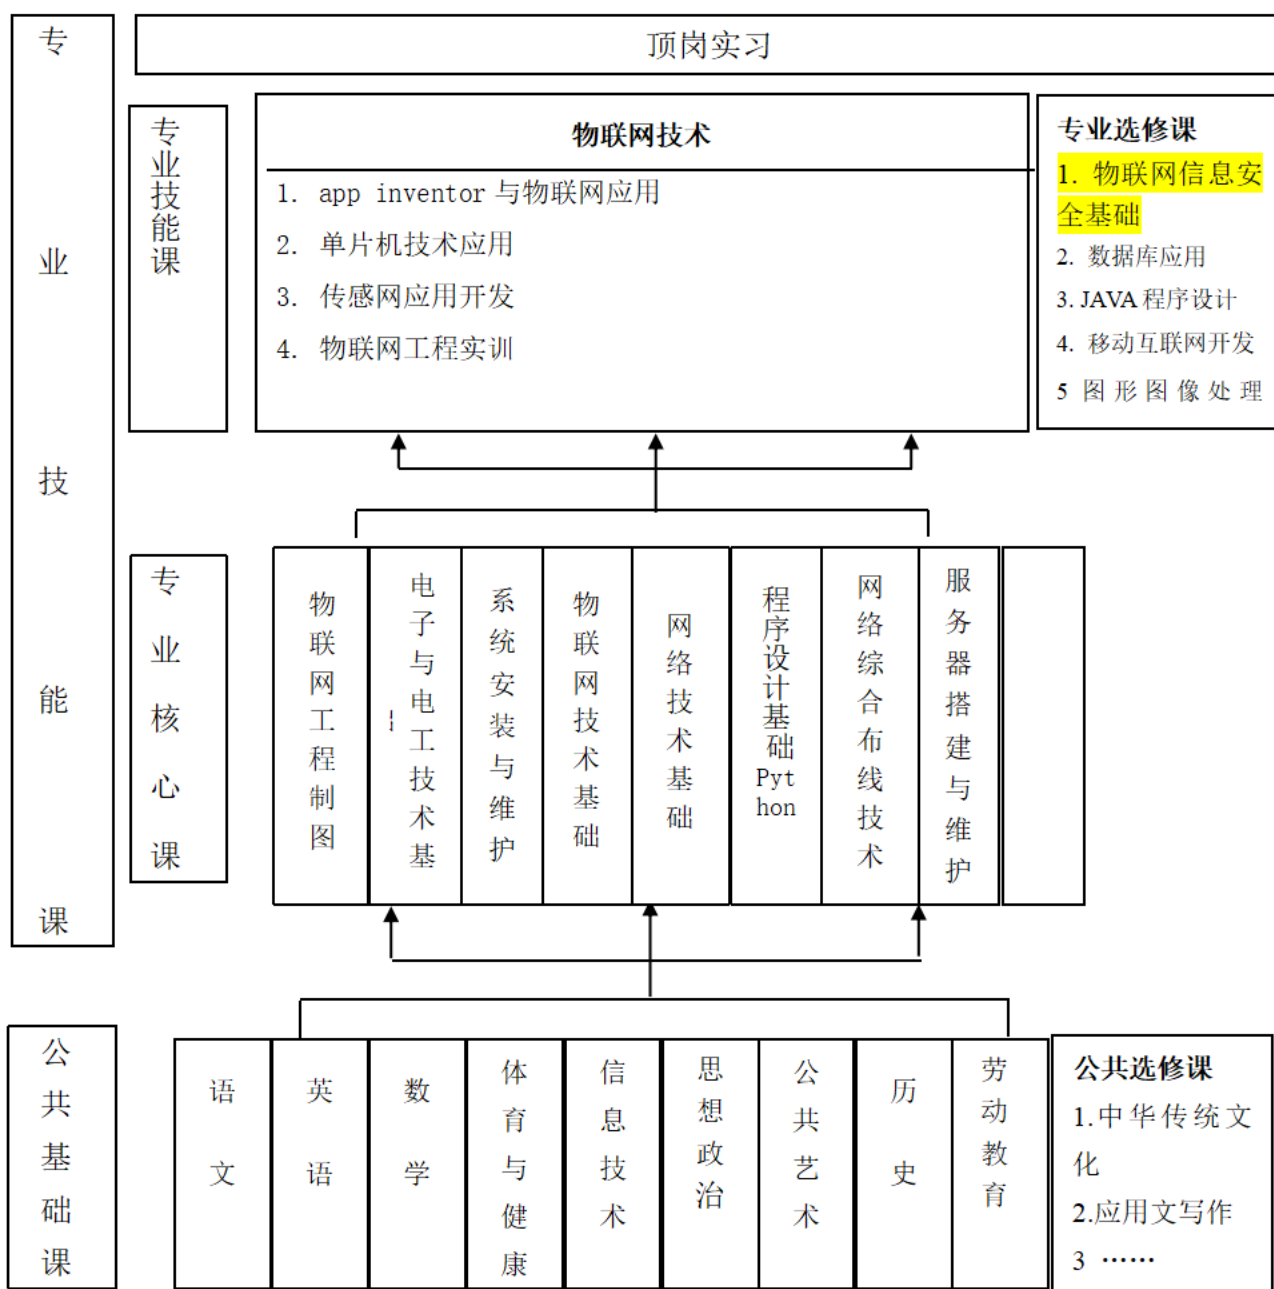 专业技能课
顶岗实习
专业技能课
物联网技术
1. app inventor 与物联网应用
2. 单片机技术应用
3. 传感网应用开发
4. 物联网工程实训
专业选修课
1. 物联网信息安
全基础
2. 数据库应用
3. JAVA 程序设计
4. 移动互联网开发
5 图形图像处理
专业核心课
物联网工程制图
电子与电工技术基
系统安装与维护
物联网技术基础
网络技术基础
程序设计基础
Pyt
hon
网络综合布线技术
服务器搭建与维护
公共基础课
语文
英语
数学
体育与健康
信息技术
思想政治
公共艺术
历史
劳动教育
公共选修课
1.中华传统文
化
2.应用文写作
3 ……